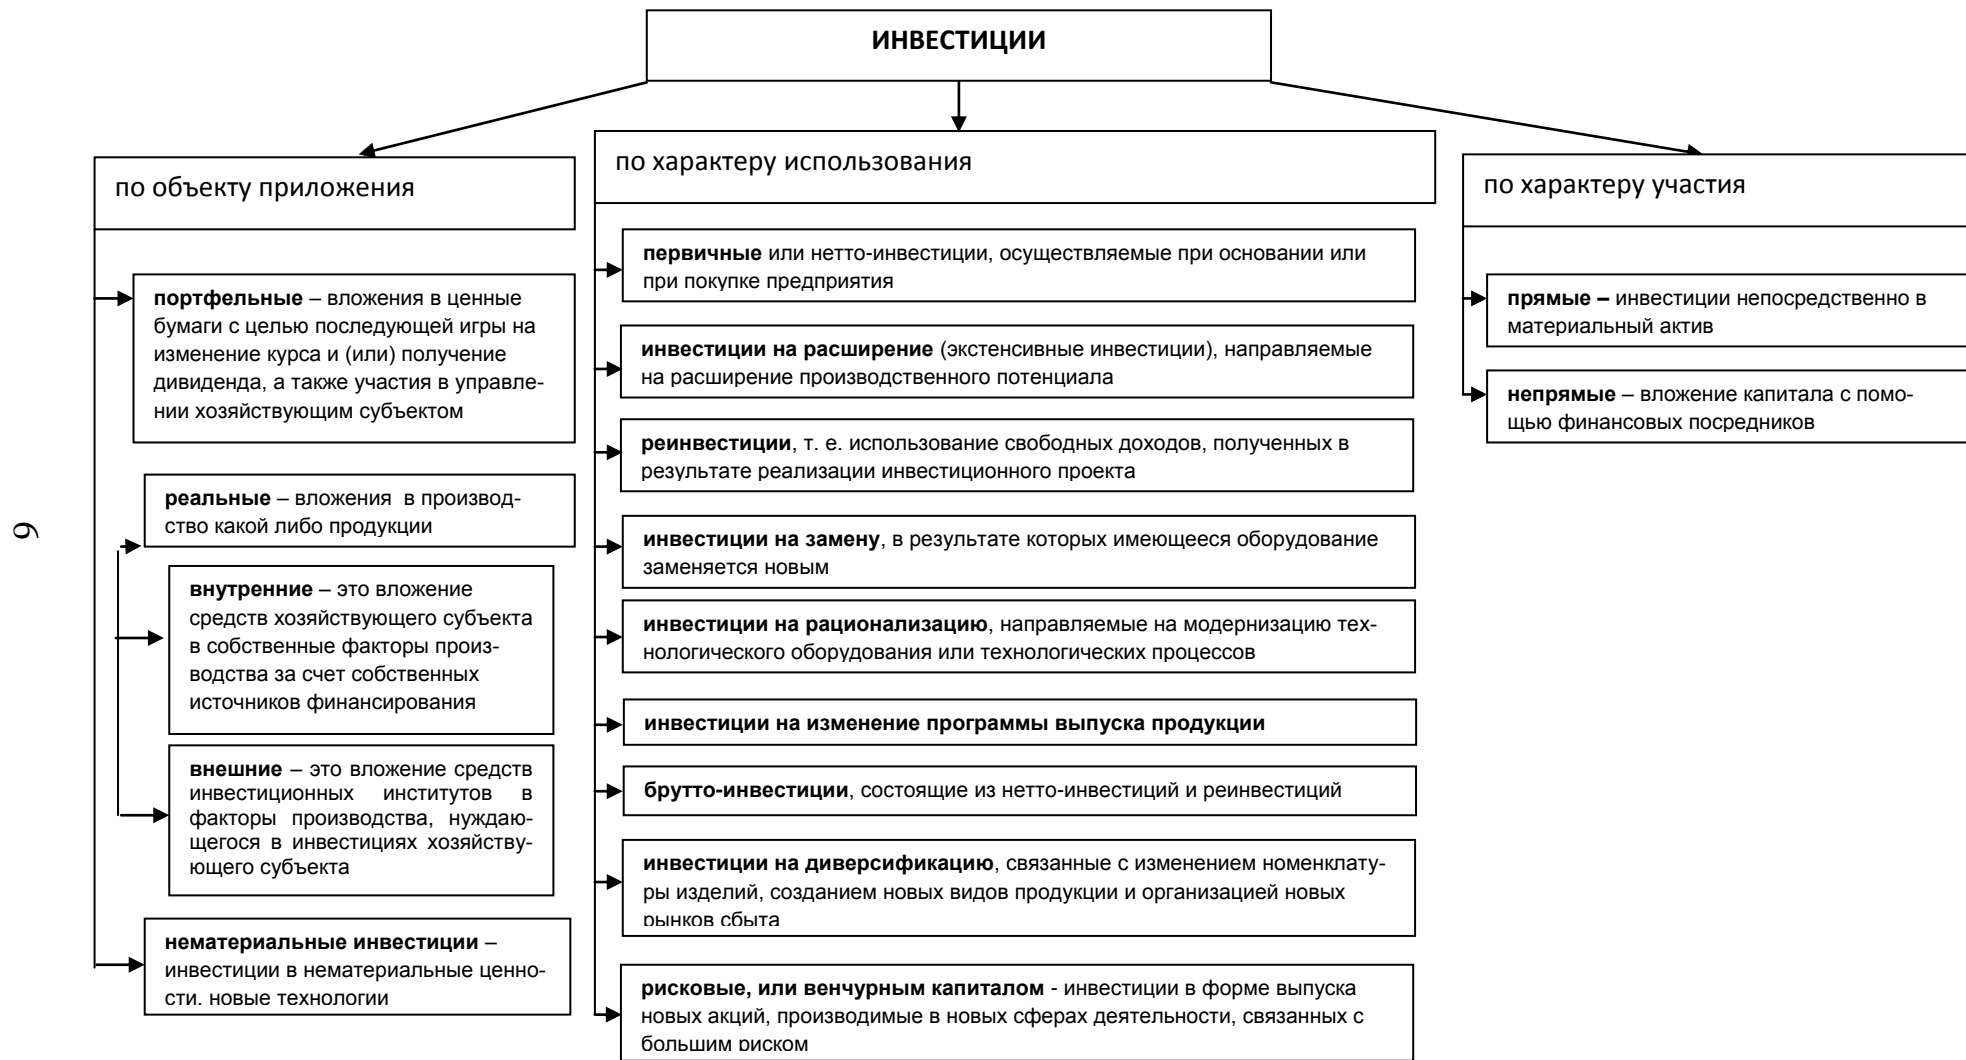 ИНВЕСТИЦИИ
по объекту приложения
портфельные – вложения в ценные
бумаги с целью последующей игры на
изменение курса и (или) получение
дивиденда, а также участия в управле-
нии хозяйствующим субъектом
реальные – вложения в производ-
ство какой либо продукции
внутренние – это вложение
средств хозяйствующего субъекта
в собственные факторы произ-
водства за счет собственных
источников финансирования
внешние – это вложение средств
инвестиционных институтов в
факторы производства, нуждаю-
щегося в инвестициях хозяйству-
ющего субъекта
нематериальные инвестиции –
инвестиции в нематериальные ценно-
сти. новые технологии
по характеру использования
первичные или нетто-инвестиции, осуществляемые при основании или
при покупке предприятия
инвестиции на расширение (экстенсивные инвестиции), направляемые
на расширение производственного потенциала
реинвестиции, т. е. использование свободных доходов, полученных в
результате реализации инвестиционного проекта
инвестиции на замену, в результате которых имеющееся оборудование
заменяется новым
инвестиции на рационализацию, направляемые на модернизацию тех-
нологического оборудования или технологических процессов
инвестиции на изменение программы выпуска продукции
брутто-инвестиции, состоящие из нетто-инвестиций и реинвестиций
инвестиции на диверсификацию, связанные с изменением номенклату-
ры изделий, созданием новых видов продукции и организацией новых
рынков сбыта
рисковые, или венчурным капиталом - инвестиции в форме выпуска
новых акций, производимые в новых сферах деятельности, связанных с
большим риском
по характеру участия
прямые – инвестиции непосредственно в
материальный актив
непрямые – вложение капитала с помо-
щью финансовых посредников
9